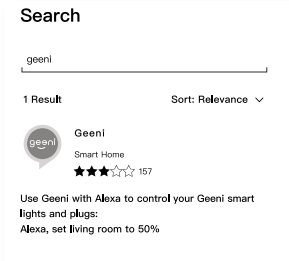 Search
geeni
1 Result Sort: Relevance
geeni
Geeni
Smart Home
157
Use Geeni with Alexa to control your Geeni smart
lights and plugs:
Alexa, set living room to 50%